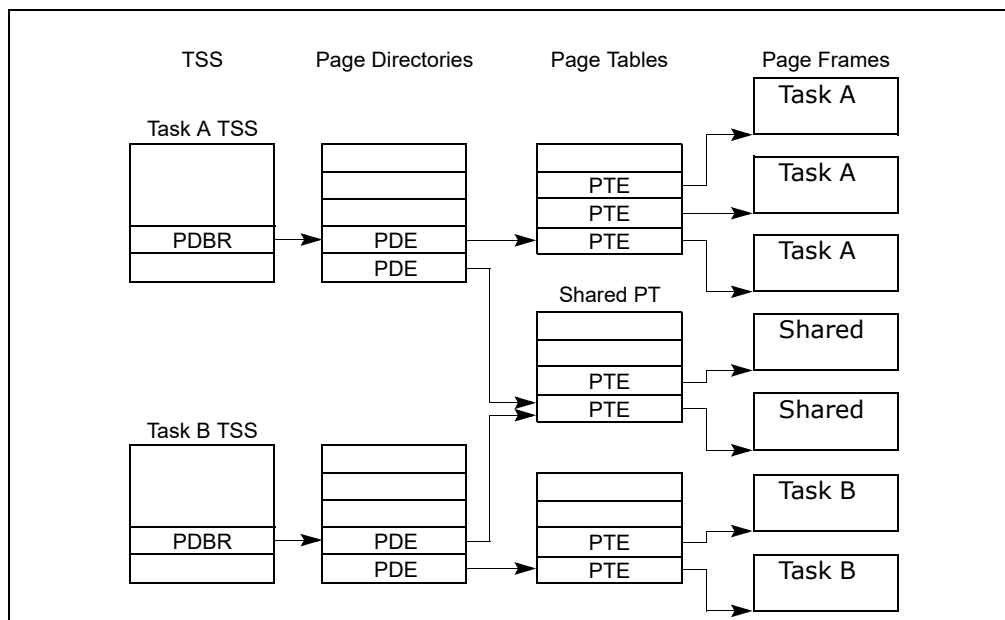 TSS
Page Directories
Page Tables
Page Frames
Task A
Task A TSS
Task A
PTE
PTE
PDBR
PDE
PTE
Task A
PDE
Shared PT
Shared
PTE
PTE
Shared
Task B TSS
Task B
PDBR
PDE
PTE
PDE
PTE
Task B